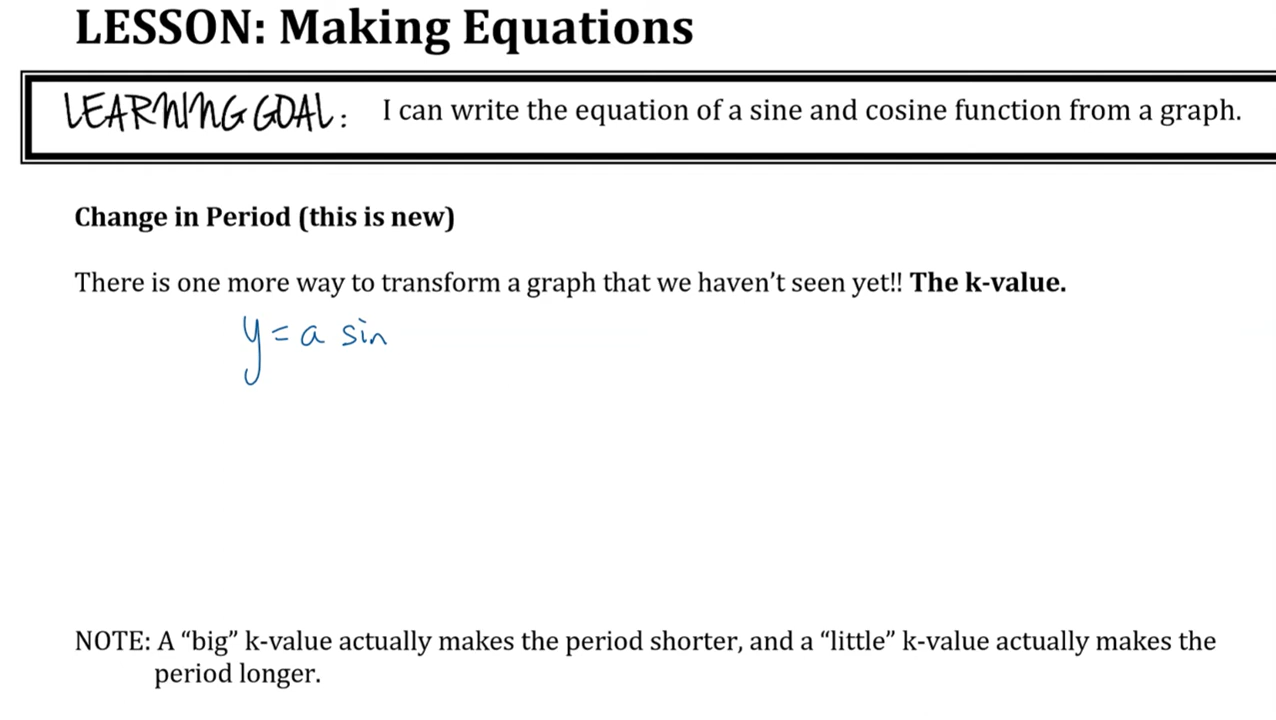 LESSON: Making Equations
LEARNING GOAL: I can write the equation of a sine and cosine function from a graph.
Change in Period (this is new)
There is one more way to transform a graph that we haven't seen yet!! The k-value.
y = a sin
NOTE: A "big" k-value actually makes the period shorter, and a "little" k-value actually makes the
period longer.